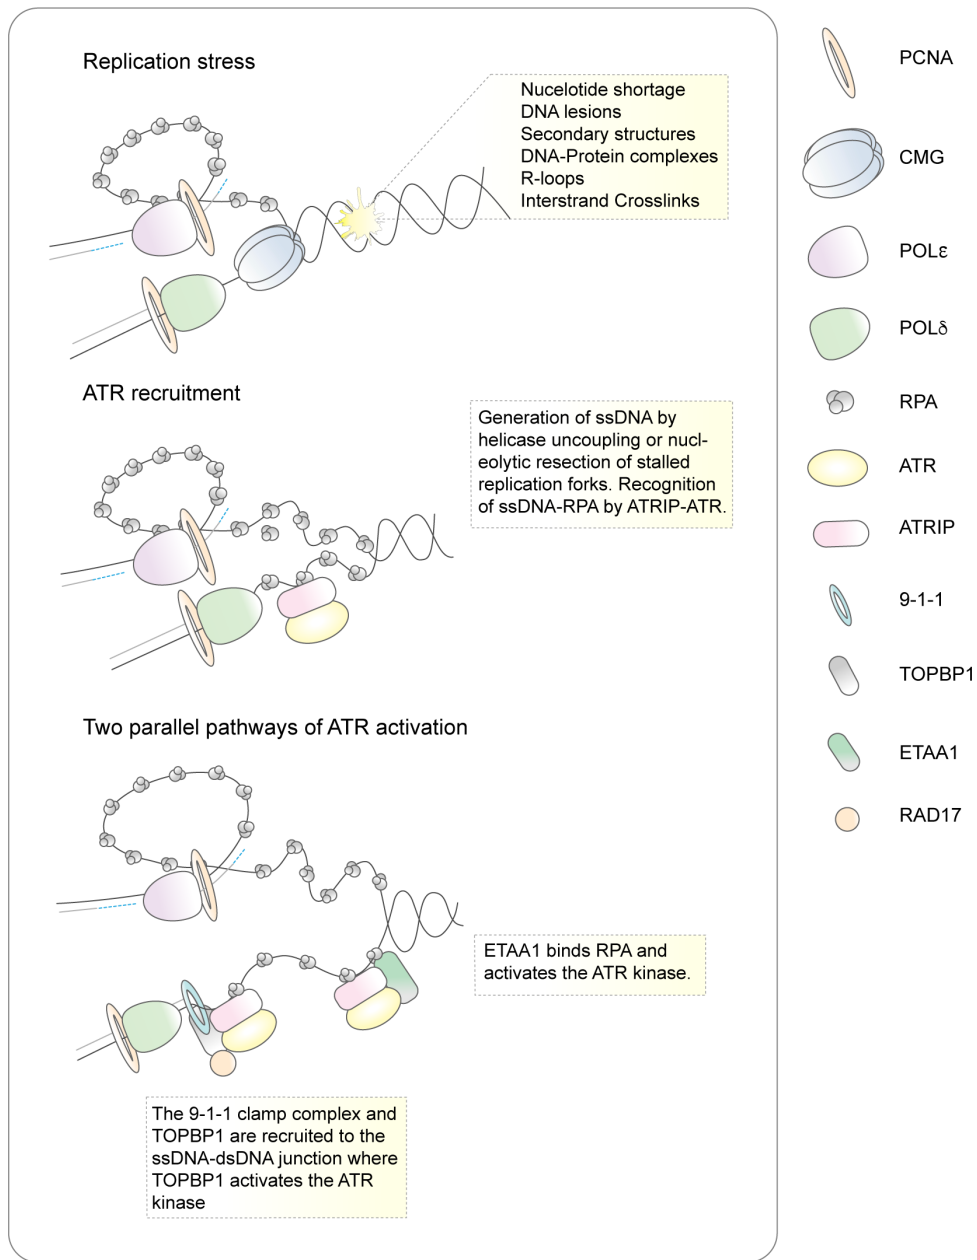 Replication stress
Nucelotide shortage
DNA lesions
Secondary structures
DNA-Protein complexes
R-loops
Interstrand Crosslinks
ATR recruitment
Generation of ssDNA by
helicase uncoupling or nucl-
eolytic resection of stalled
replication forks. Recognition
of ssDNA-RPA by ATRIP-ATR.
Two parallel pathways of ATR activation
ETAA1 binds RPA and
activates the ATR kinase.
The 9-1-1 clamp complex and
TOPBP1 are recruited to the
ssDNA-dsDNA junction where
TOPBP1 activates the ATR
kinase
PCNA
CMG
POLε
POLδ
RPA
ATR
ATRIP
9-1-1
TOPBP1
ETAA1
RAD17